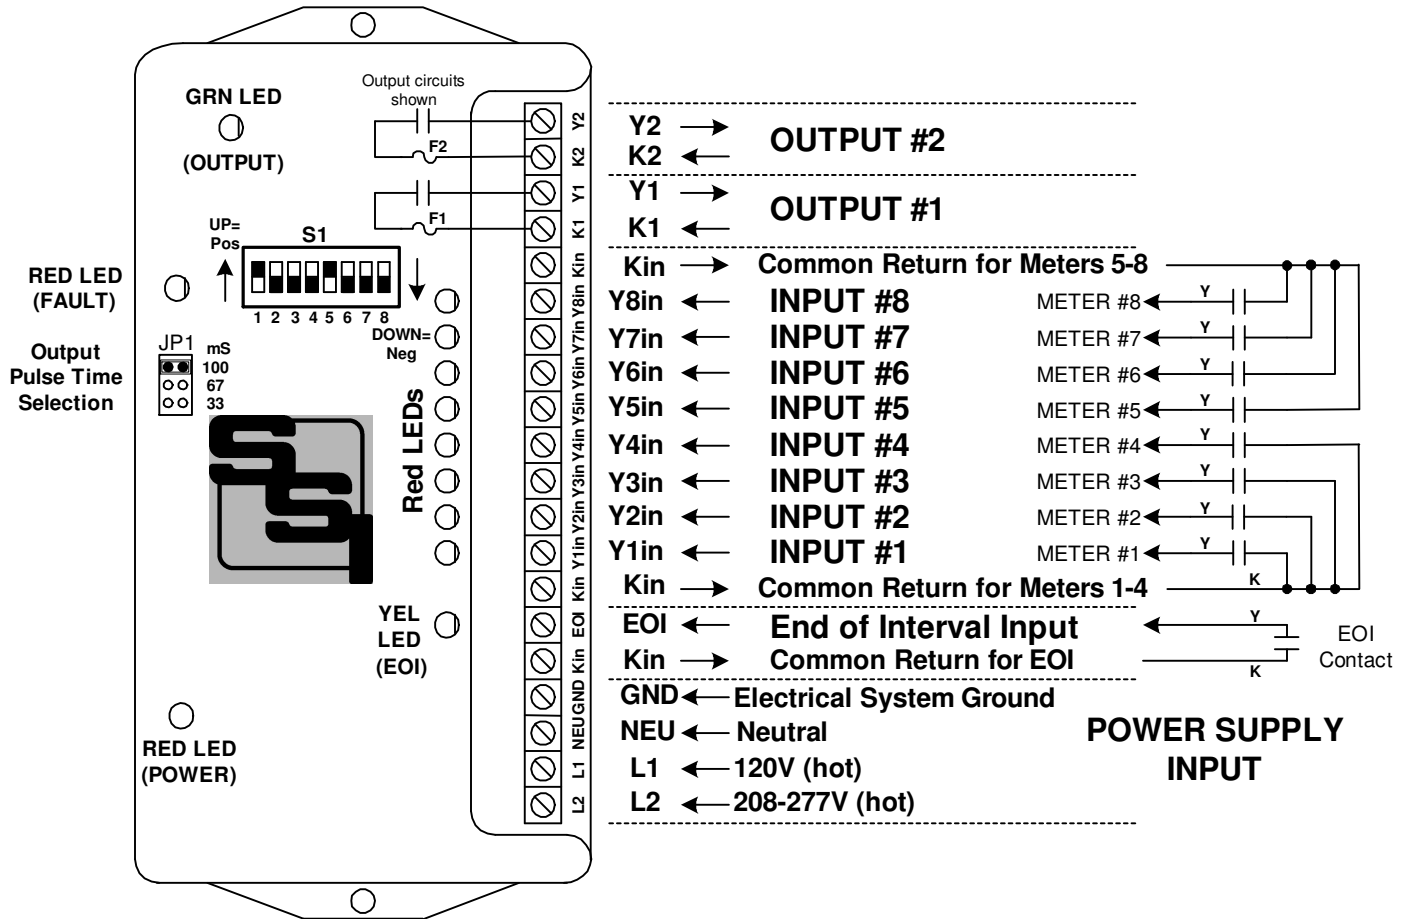 GRN LED
(OUTPUT)
Output circuits
shown
F2
F1
UP=
Pos
S1
1 2 3 4 5 6 7 8
DOWN=
Neg
RED LED
(FAULT)
Output
Pulse Time
Selection
JP1
mS
100
67
33
SSI
Red LEDs
YEL
LED
(EOI)
RED LED
(POWER)
Y2
K2
Y1
K1
Kin
Y8in
Y7in
Y6in
Y5in
Y4in
Y3in
Y2in
Y1in
Kin
EOI
Kin
GND
NEU
L1
L2
Y2
K2
OUTPUT #2
Y1
K1
OUTPUT #1
Kin Common Return for Meters 5-8
Y8in INPUT #8 METER #8 Y
Y7in INPUT #7 METER #7 Y
Y6in INPUT #6 METER #6 Y
Y5in INPUT #5 METER #5 Y
Y4in INPUT #4 METER #4 Y
Y3in INPUT #3 METER #3 Y
Y2in INPUT #2 METER #2 Y
Y1in INPUT #1 METER #1 Y
Kin Common Return for Meters 1-4 K
EOI End of Interval Input Y
Kin Common Return for EOI K
EOI
Contact
GND Electrical System Ground
NEU Neutral
L1 120V (hot)
L2 208-277V (hot)
POWER SUPPLY
INPUT